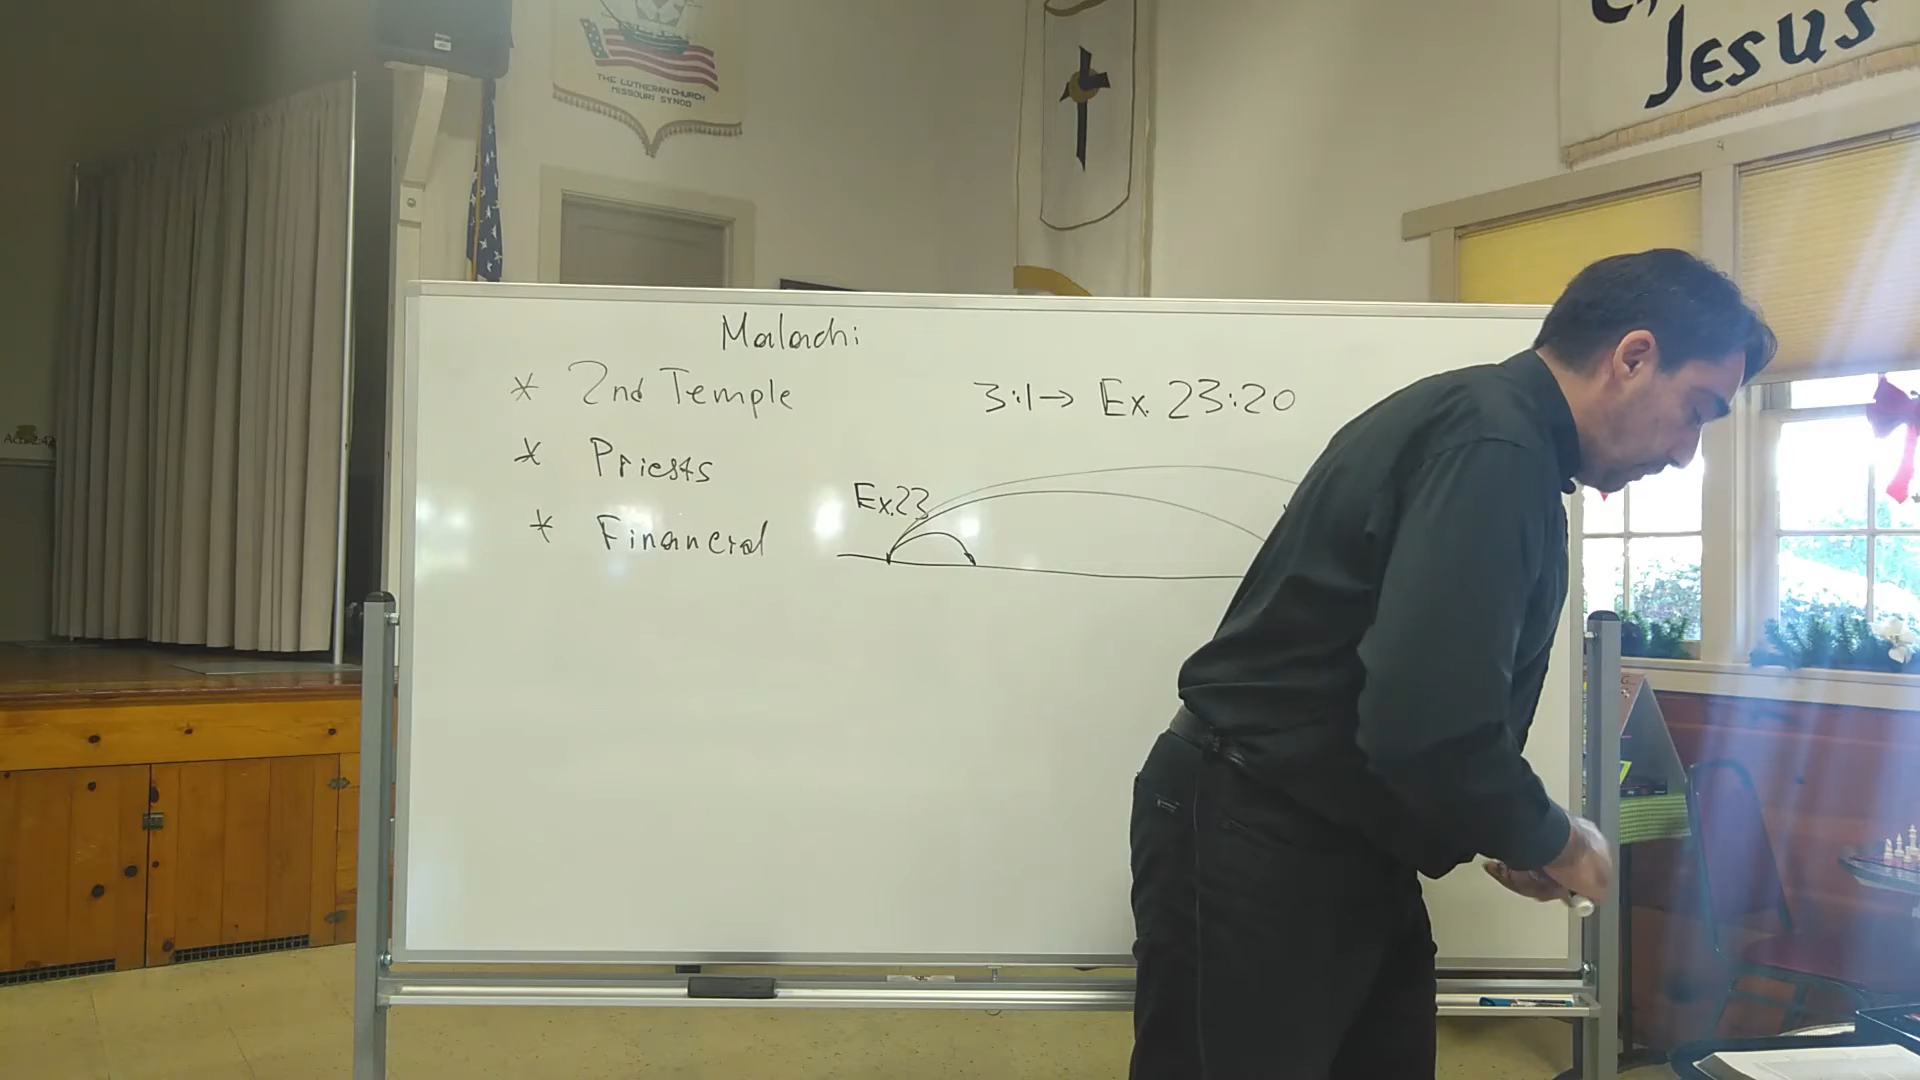 THE LUTHERAN CHURCH
MISSOURI SYNOD
Jesus
Malachi
* 2nd Temple
3:1→ Ex. 23:20
* Priests
Ex.23
* Financial